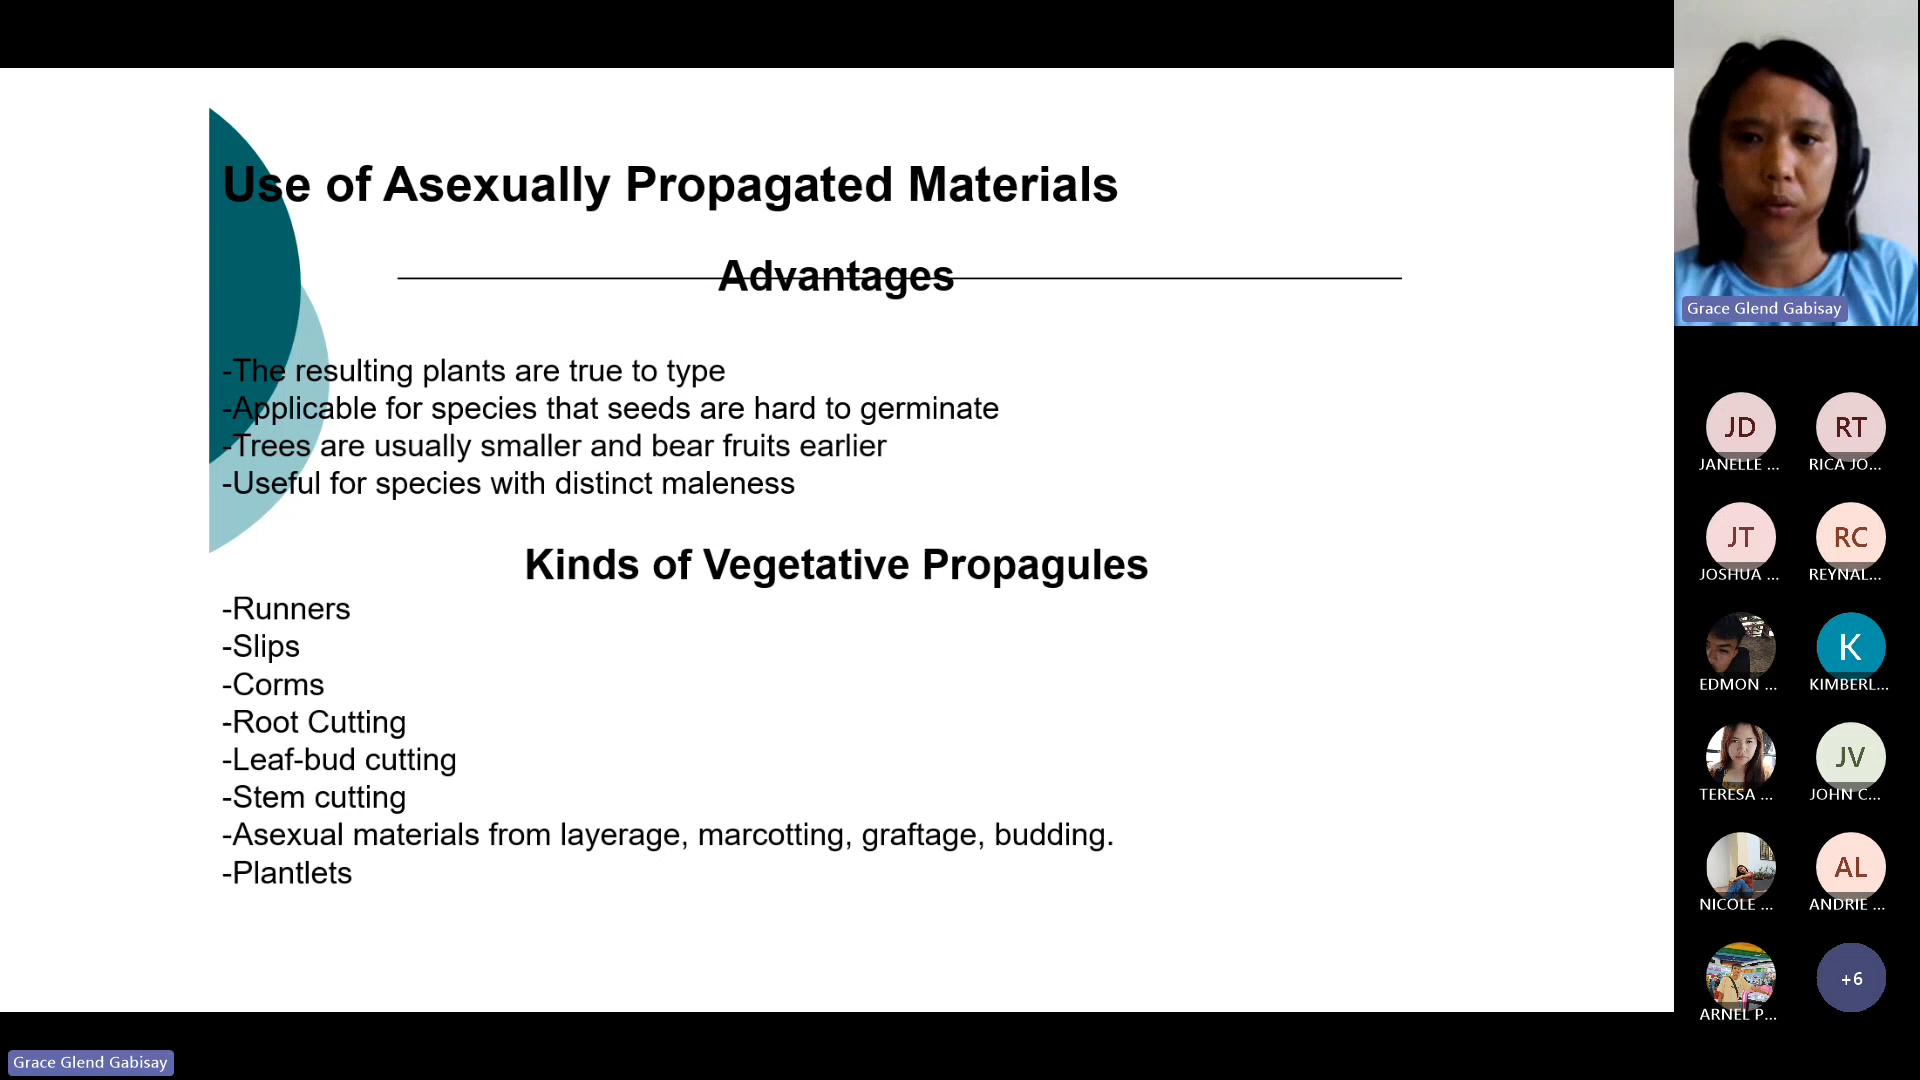 Use of Asexually Propagated Materials
Advantages
-The resulting plants are true to type
-Applicable for species that seeds are hard to germinate
-Trees are usually smaller and bear fruits earlier
-Useful for species with distinct maleness
Kinds of Vegetative Propagules
-Runners
-Slips
-Corms
-Root Cutting
-Leaf-bud cutting
-Stem cutting
-Asexual materials from layerage, marcotting, graftage, budding.
-Plantlets
Grace Glend Gabisay
JD
JANELLE ...
RT
RICA JO...
JT
JOSHUA ...
RC
REYNAL...
EDMON ...
K
KIMBERL...
TERESA ...
JV
JOHN C...
NICOLE ...
AL
ANDRIE ...
ARNEL P...
+6
Grace Glend Gabisay